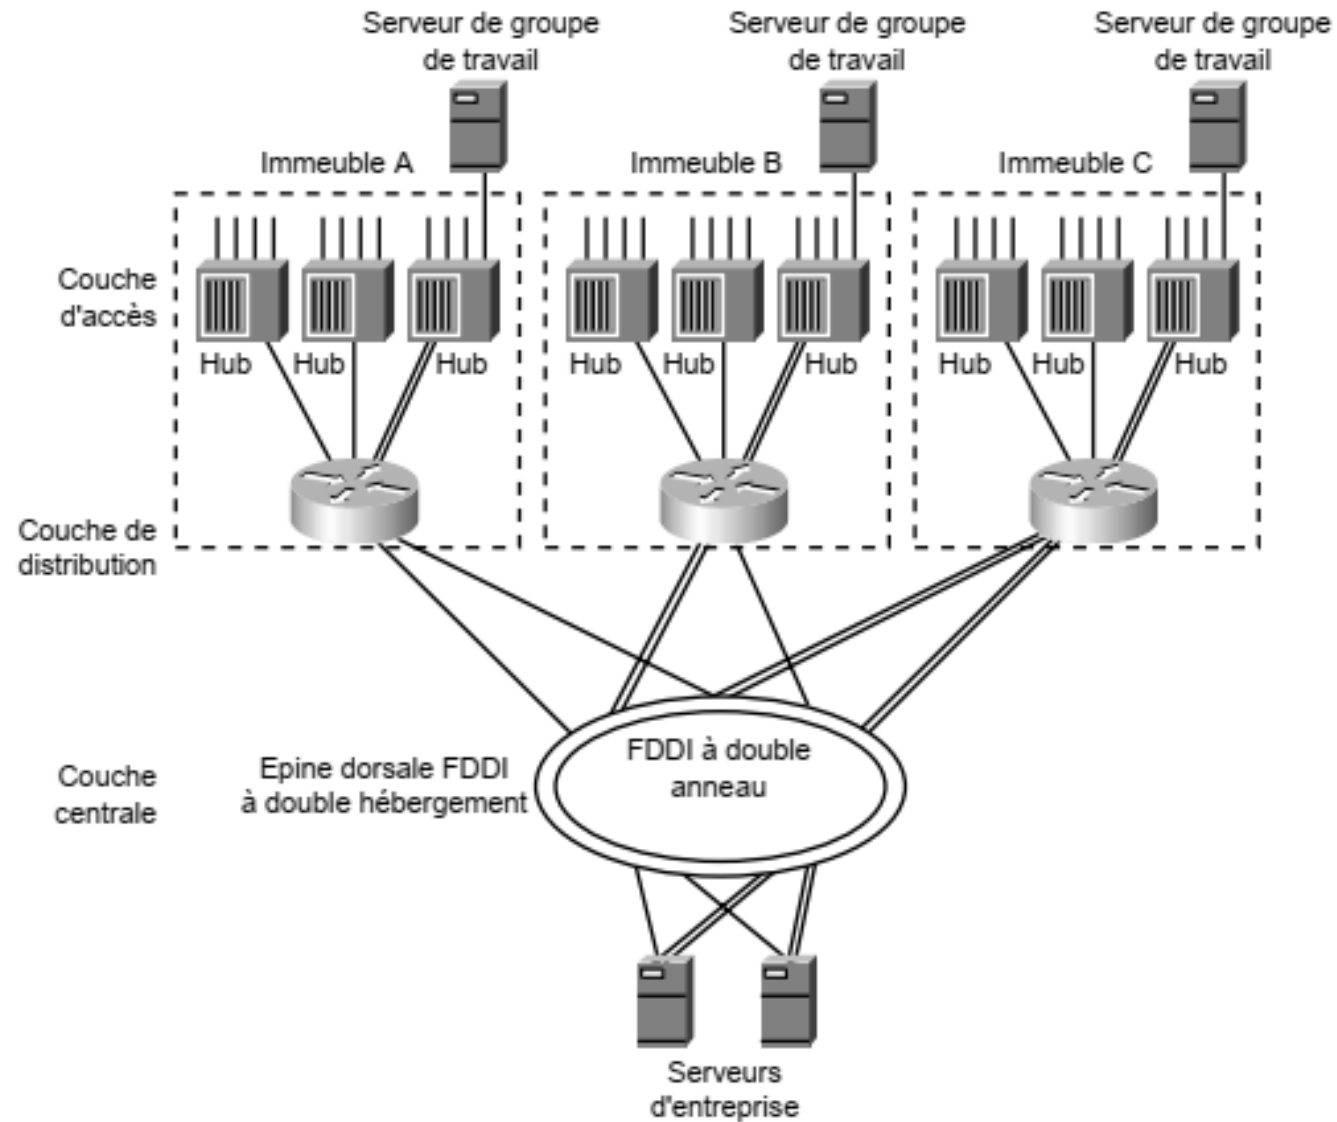 Serveur de groupe
de travail
Serveur de groupe
de travail
Serveur de groupe
de travail
Immeuble A
Immeuble B
Immeuble C
Couche
d'accès
Hub
Hub
Hub
Hub
Hub
Hub
Hub
Hub
Hub
Couche de
distribution
Couche
centrale
Epine dorsale FDDI
à double hébergement
FDDI à double
anneau
Serveurs
d'entreprise